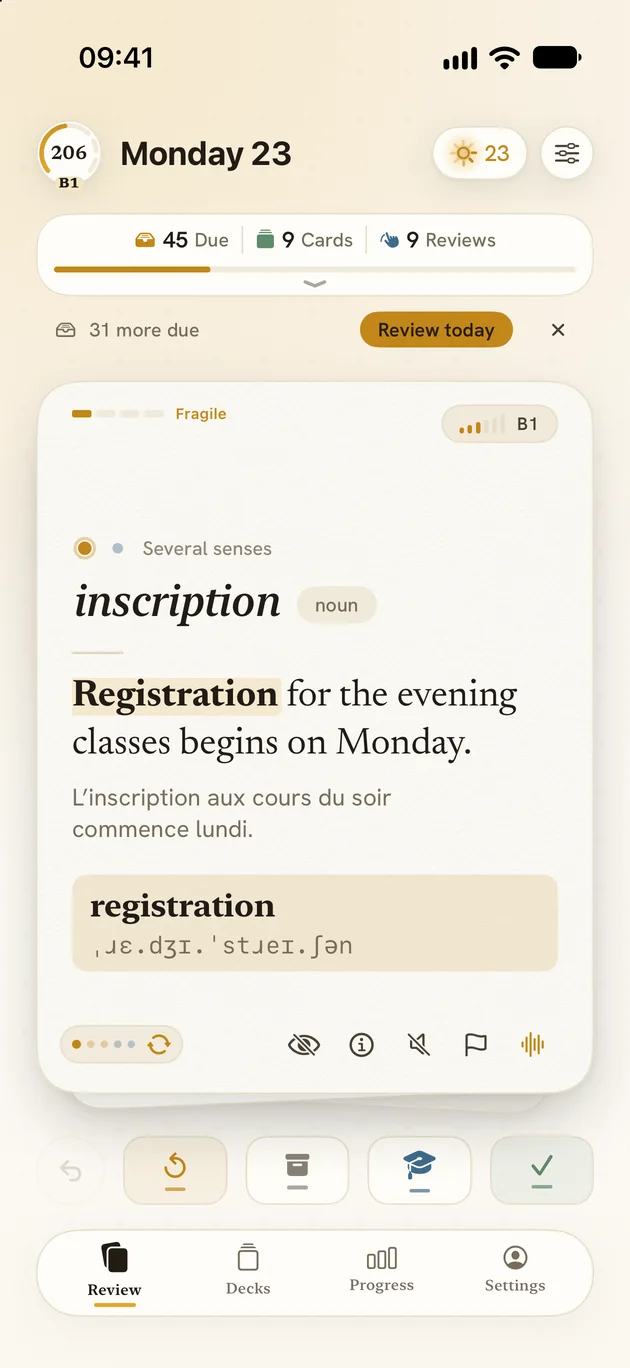 09:41
206
B1
Monday 23
23
45 Due
9 Cards
9 Reviews
31 more due
Review today
Fragile
B1
Several senses
inscription
noun
Registration for the evening
classes begins on Monday.
L’inscription aux cours du soir
commence lundi.
registration
ˌɹɛ.dʒɪ.ˈstɹeɪ.ʃən
Review
Decks
Progress
Settings